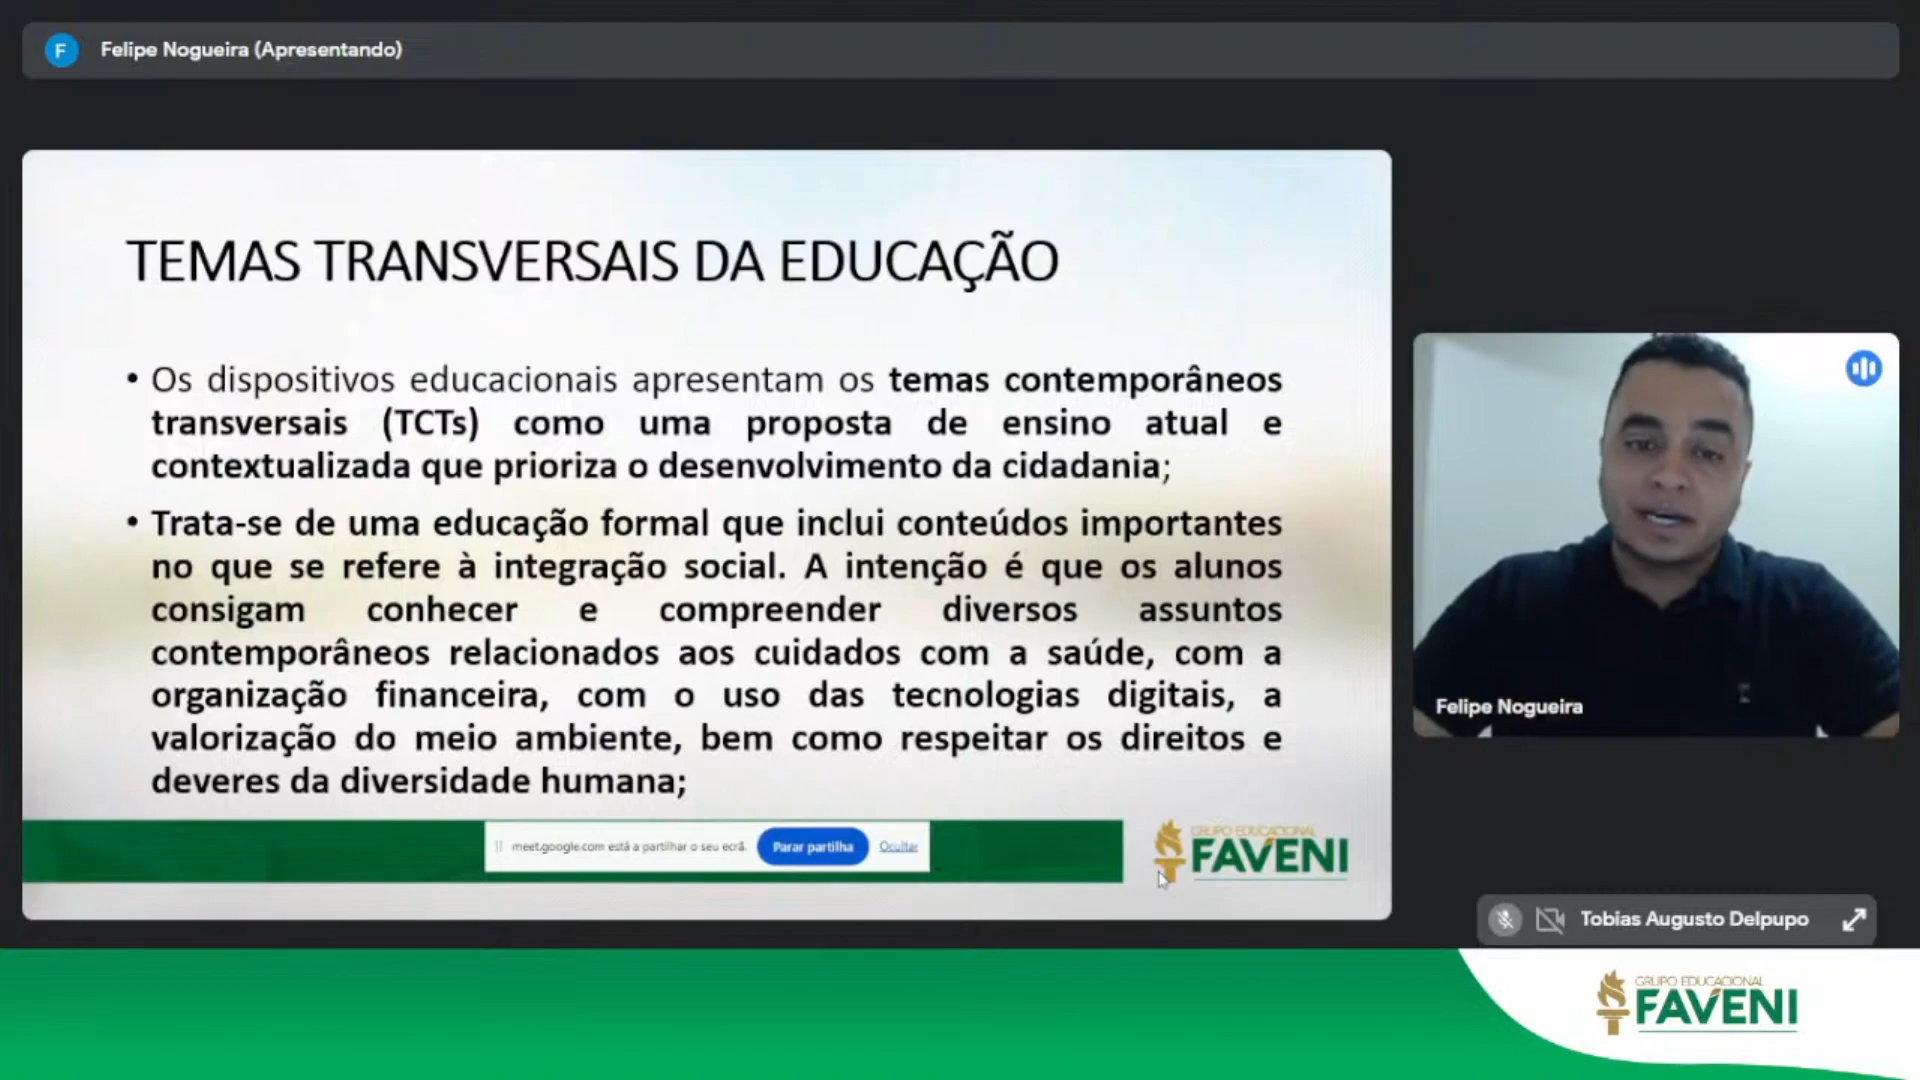 F
Felipe Nogueira (Apresentando)
TEMAS TRANSVERSAIS DA EDUCAÇÃO
• Os dispositivos educacionais apresentam os temas contemporâneos
transversais (TCTs) como uma proposta de ensino atual e
contextualizada que prioriza o desenvolvimento da cidadania;
• Trata-se de uma educação formal que inclui conteúdos importantes
no que se refere à integração social. A intenção é que os alunos
consigam conhecer e compreender diversos assuntos
contemporâneos relacionados aos cuidados com a saúde, com a
organização financeira, com o uso das tecnologias digitais, a
valorização do meio ambiente, bem como respeitar os direitos e
deveres da diversidade humana;
meet.google.com está a partilhar o seu ecrã. Parar partilha Ocultar
GRUPO EDUCACIONAL
FAVENI
Felipe Nogueira
Tobias Augusto Delpupo
GRUPO EDUCACIONAL
FAVENI